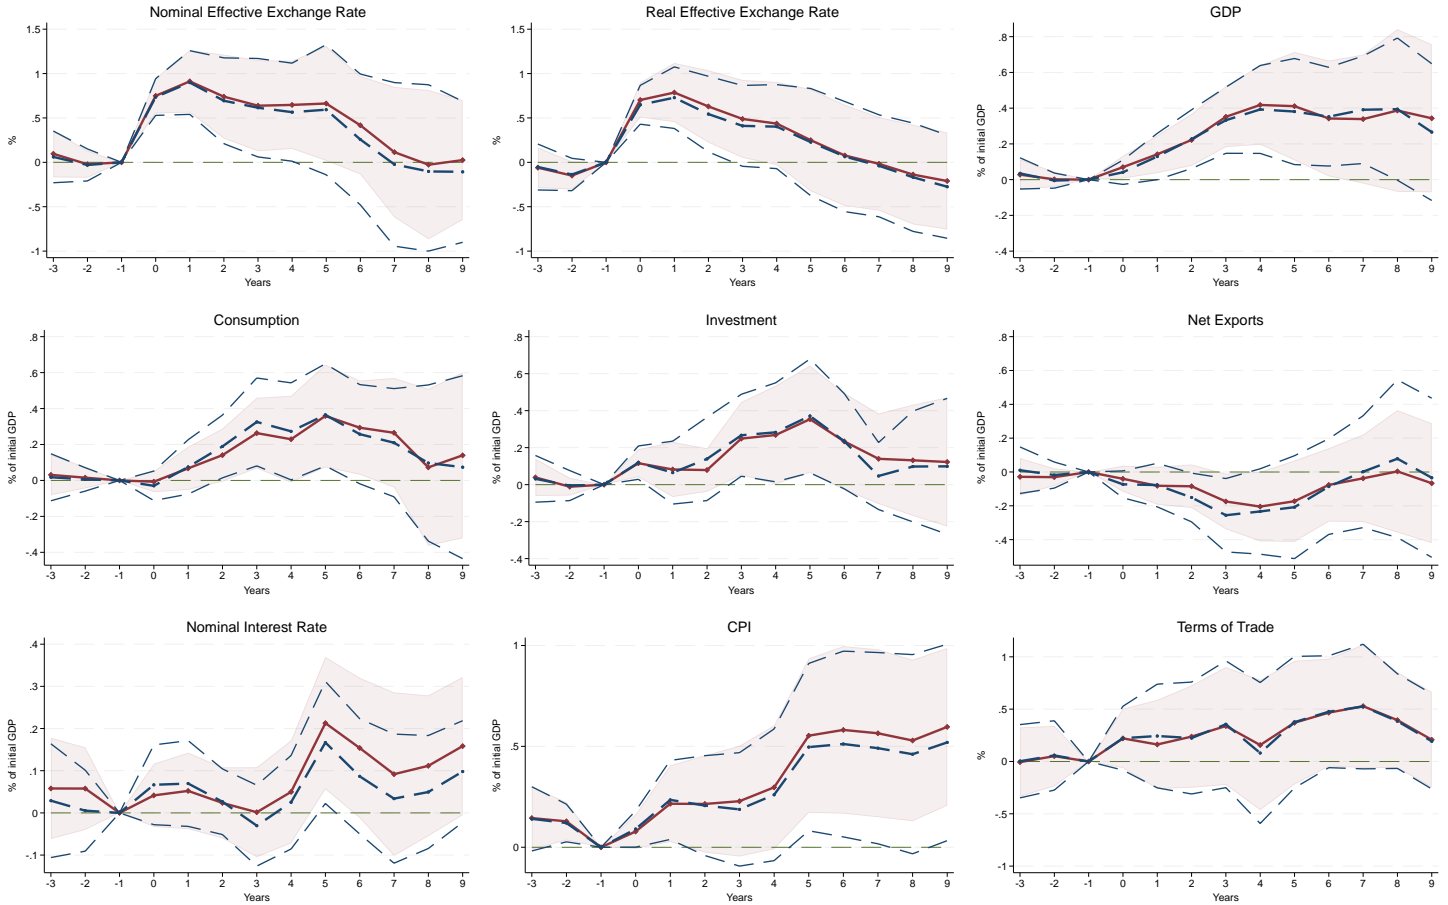 Nominal Effective Exchange Rate
1.5
1
.5
0
-.5
-1
%
-3 -2 -1 0 1 2 3 4 5 6 7 8 9
Years
Real Effective Exchange Rate
1.5
1
.5
0
-.5
-1
%
-3 -2 -1 0 1 2 3 4 5 6 7 8 9
Years
GDP
.8
.6
.4
.2
0
-.2
-.4
% of initial GDP
-3 -2 -1 0 1 2 3 4 5 6 7 8 9
Years
Consumption
.8
.6
.4
.2
0
-.2
-.4
% of initial GDP
-3 -2 -1 0 1 2 3 4 5 6 7 8 9
Years
Investment
.8
.6
.4
.2
0
-.2
-.4
% of initial GDP
-3 -2 -1 0 1 2 3 4 5 6 7 8 9
Years
Net Exports
.8
.6
.4
.2
0
-.2
-.4
% of initial GDP
-3 -2 -1 0 1 2 3 4 5 6 7 8 9
Years
Nominal Interest Rate
.4
.3
.2
.1
0
-.1
% of initial GDP
-3 -2 -1 0 1 2 3 4 5 6 7 8 9
Years
CPI
1
.5
0
% of initial GDP
-3 -2 -1 0 1 2 3 4 5 6 7 8 9
Years
Terms of Trade
1
.5
0
-.5
-1
%
-3 -2 -1 0 1 2 3 4 5 6 7 8 9
Years